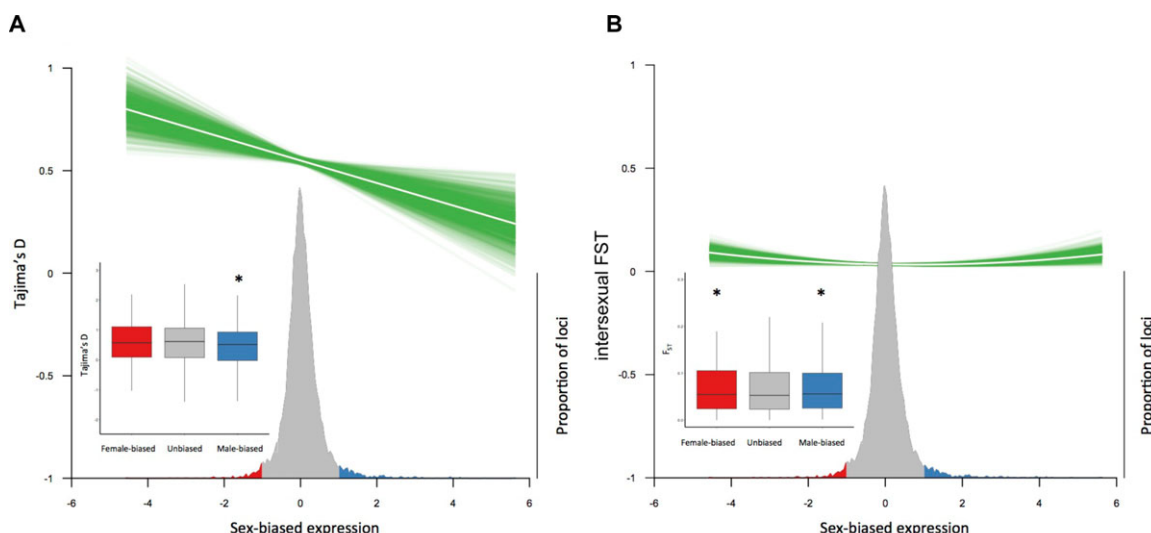 A
1
0.5
0
-0.5
-1
Tajima's D
-6 -4 -2 0 2 4 6
Sex-biased expression
Proportion of loci
Tajima's D
*
Female-biased Unbiased Male-biased
B
1
0.5
0
-0.5
-1
intersexual FST
-6 -4 -2 0 2 4 6
Sex-biased expression
Proportion of loci
FST
* *
Female-biased Unbiased Male-biased